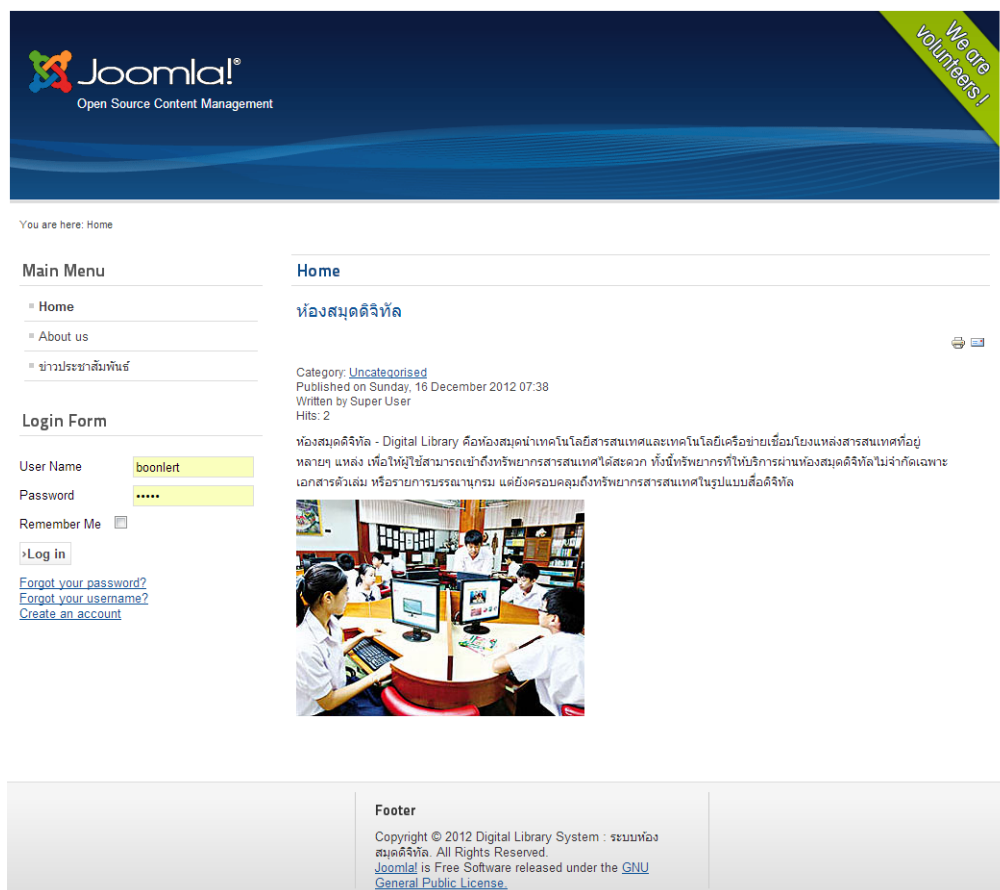 Joomla!®
Open Source Content Management
We are
volunteers!
You are here: Home
Main Menu
Home
About us
ข่าวประชาสัมพันธ์
Login Form
User Name boonlert
Password •••••
Remember Me
›Log in
Forgot your password?
Forgot your username?
Create an account
Home
ห้องสมุดดิจิทัล
Category: Uncategorised
Published on Sunday, 16 December 2012 07:38
Written by Super User
Hits: 2
ห้องสมุดดิจิทัล - Digital Library คือห้องสมุดนำเทคโนโลยีสารสนเทศและเทคโนโลยีเครือข่ายเชื่อมโยงแหล่งสารสนเทศที่อยู่
หลายๆ แหล่ง เพื่อให้ผู้ใช้สามารถเข้าถึงทรัพยากรสารสนเทศได้สะดวก ทั้งนี้ทรัพยากรที่ให้บริการผ่านห้องสมุดดิจิทัลไม่จำกัดเฉพาะ
เอกสารตัวเล่ม หรือรายการบรรณานุกรม แต่ยังครอบคลุมถึงทรัพยากรสารสนเทศในรูปแบบสื่อดิจิทัล
Footer
Copyright © 2012 Digital Library System : ระบบห้อง
สมุดดิจิทัล. All Rights Reserved.
Joomla! is Free Software released under the GNU
General Public License.